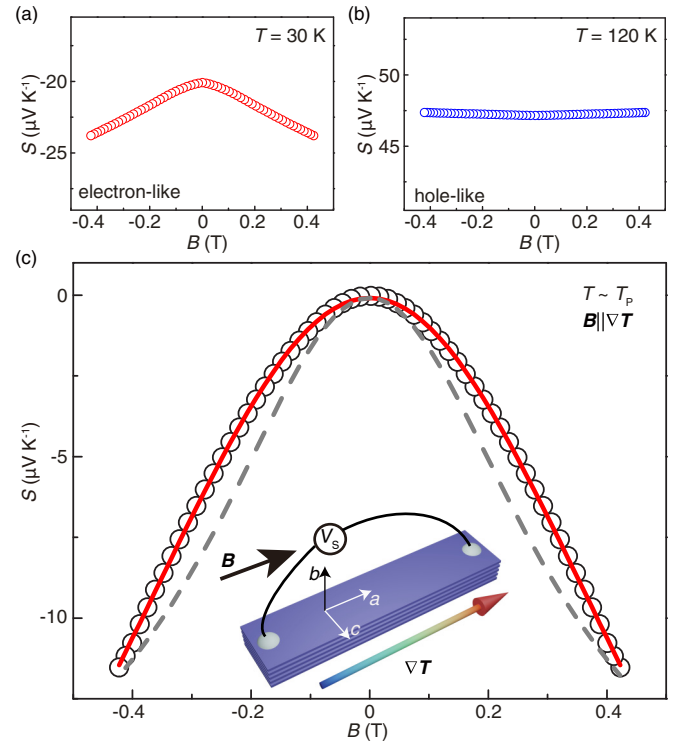 (a)
T = 30 K
-20
-25
S (µV K⁻¹)
electron-like
-0.4 -0.2 0 0.2 0.4
B (T)
(b)
T = 120 K
50
47.5
S (µV K⁻¹)
hole-like
-0.4 -0.2 0 0.2 0.4
B (T)
(c)
T ~ Tₚ
B||∇T
0
-5
-10
S (µV K⁻¹)
Vₛ
B
b
a
c
∇T
-0.4 -0.2 0 0.2 0.4
B (T)